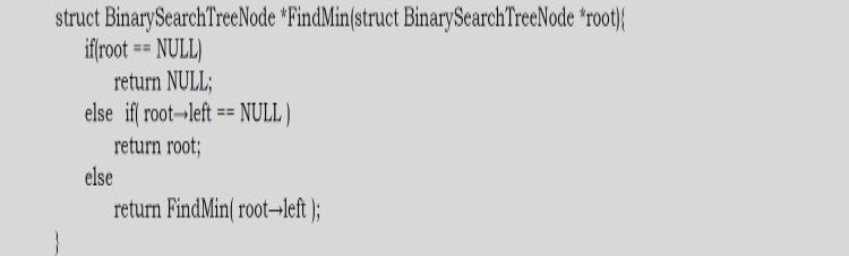 struct BinarySearchTreeNode *FindMin(struct BinarySearchTreeNode *root){
if(root == NULL)
return NULL;
else if( root→left == NULL )
return root;
else
return FindMin( root→left );
}